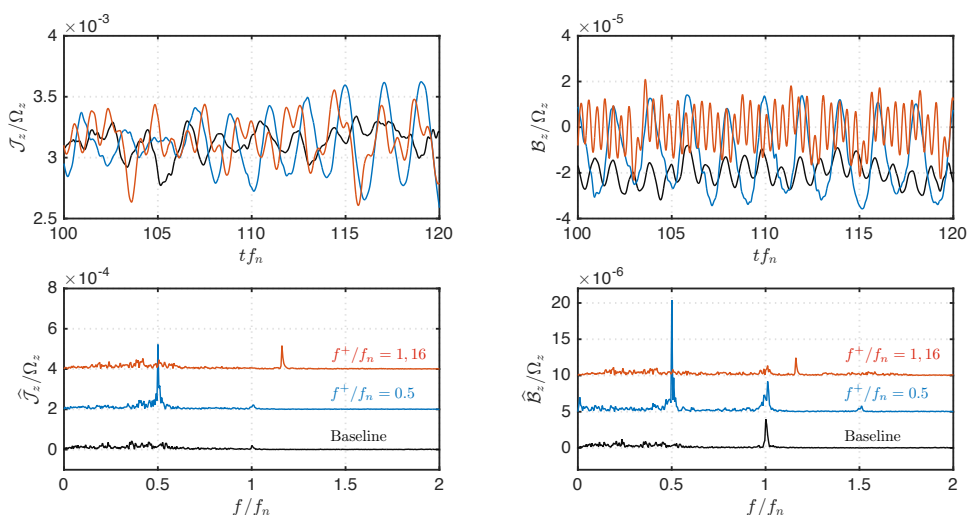 ×10⁻³
3.5
3
2.5
𝒥z/Ωz
100 105 110 115 120
tfₙ
×10⁻⁵
2
0
-2
-4
ℬz/Ωz
100 105 110 115 120
tfₙ
×10⁻⁴
8
6
4
2
0
𝒥̂z/Ωz
f⁺/fₙ = 1, 16
f⁺/fₙ = 0.5
Baseline
0 0.5 1 1.5 2
f/fₙ
×10⁻⁶
20
15
10
5
0
ℬ̂z/Ωz
f⁺/fₙ = 1, 16
f⁺/fₙ = 0.5
Baseline
0 0.5 1 1.5 2
f/fₙ